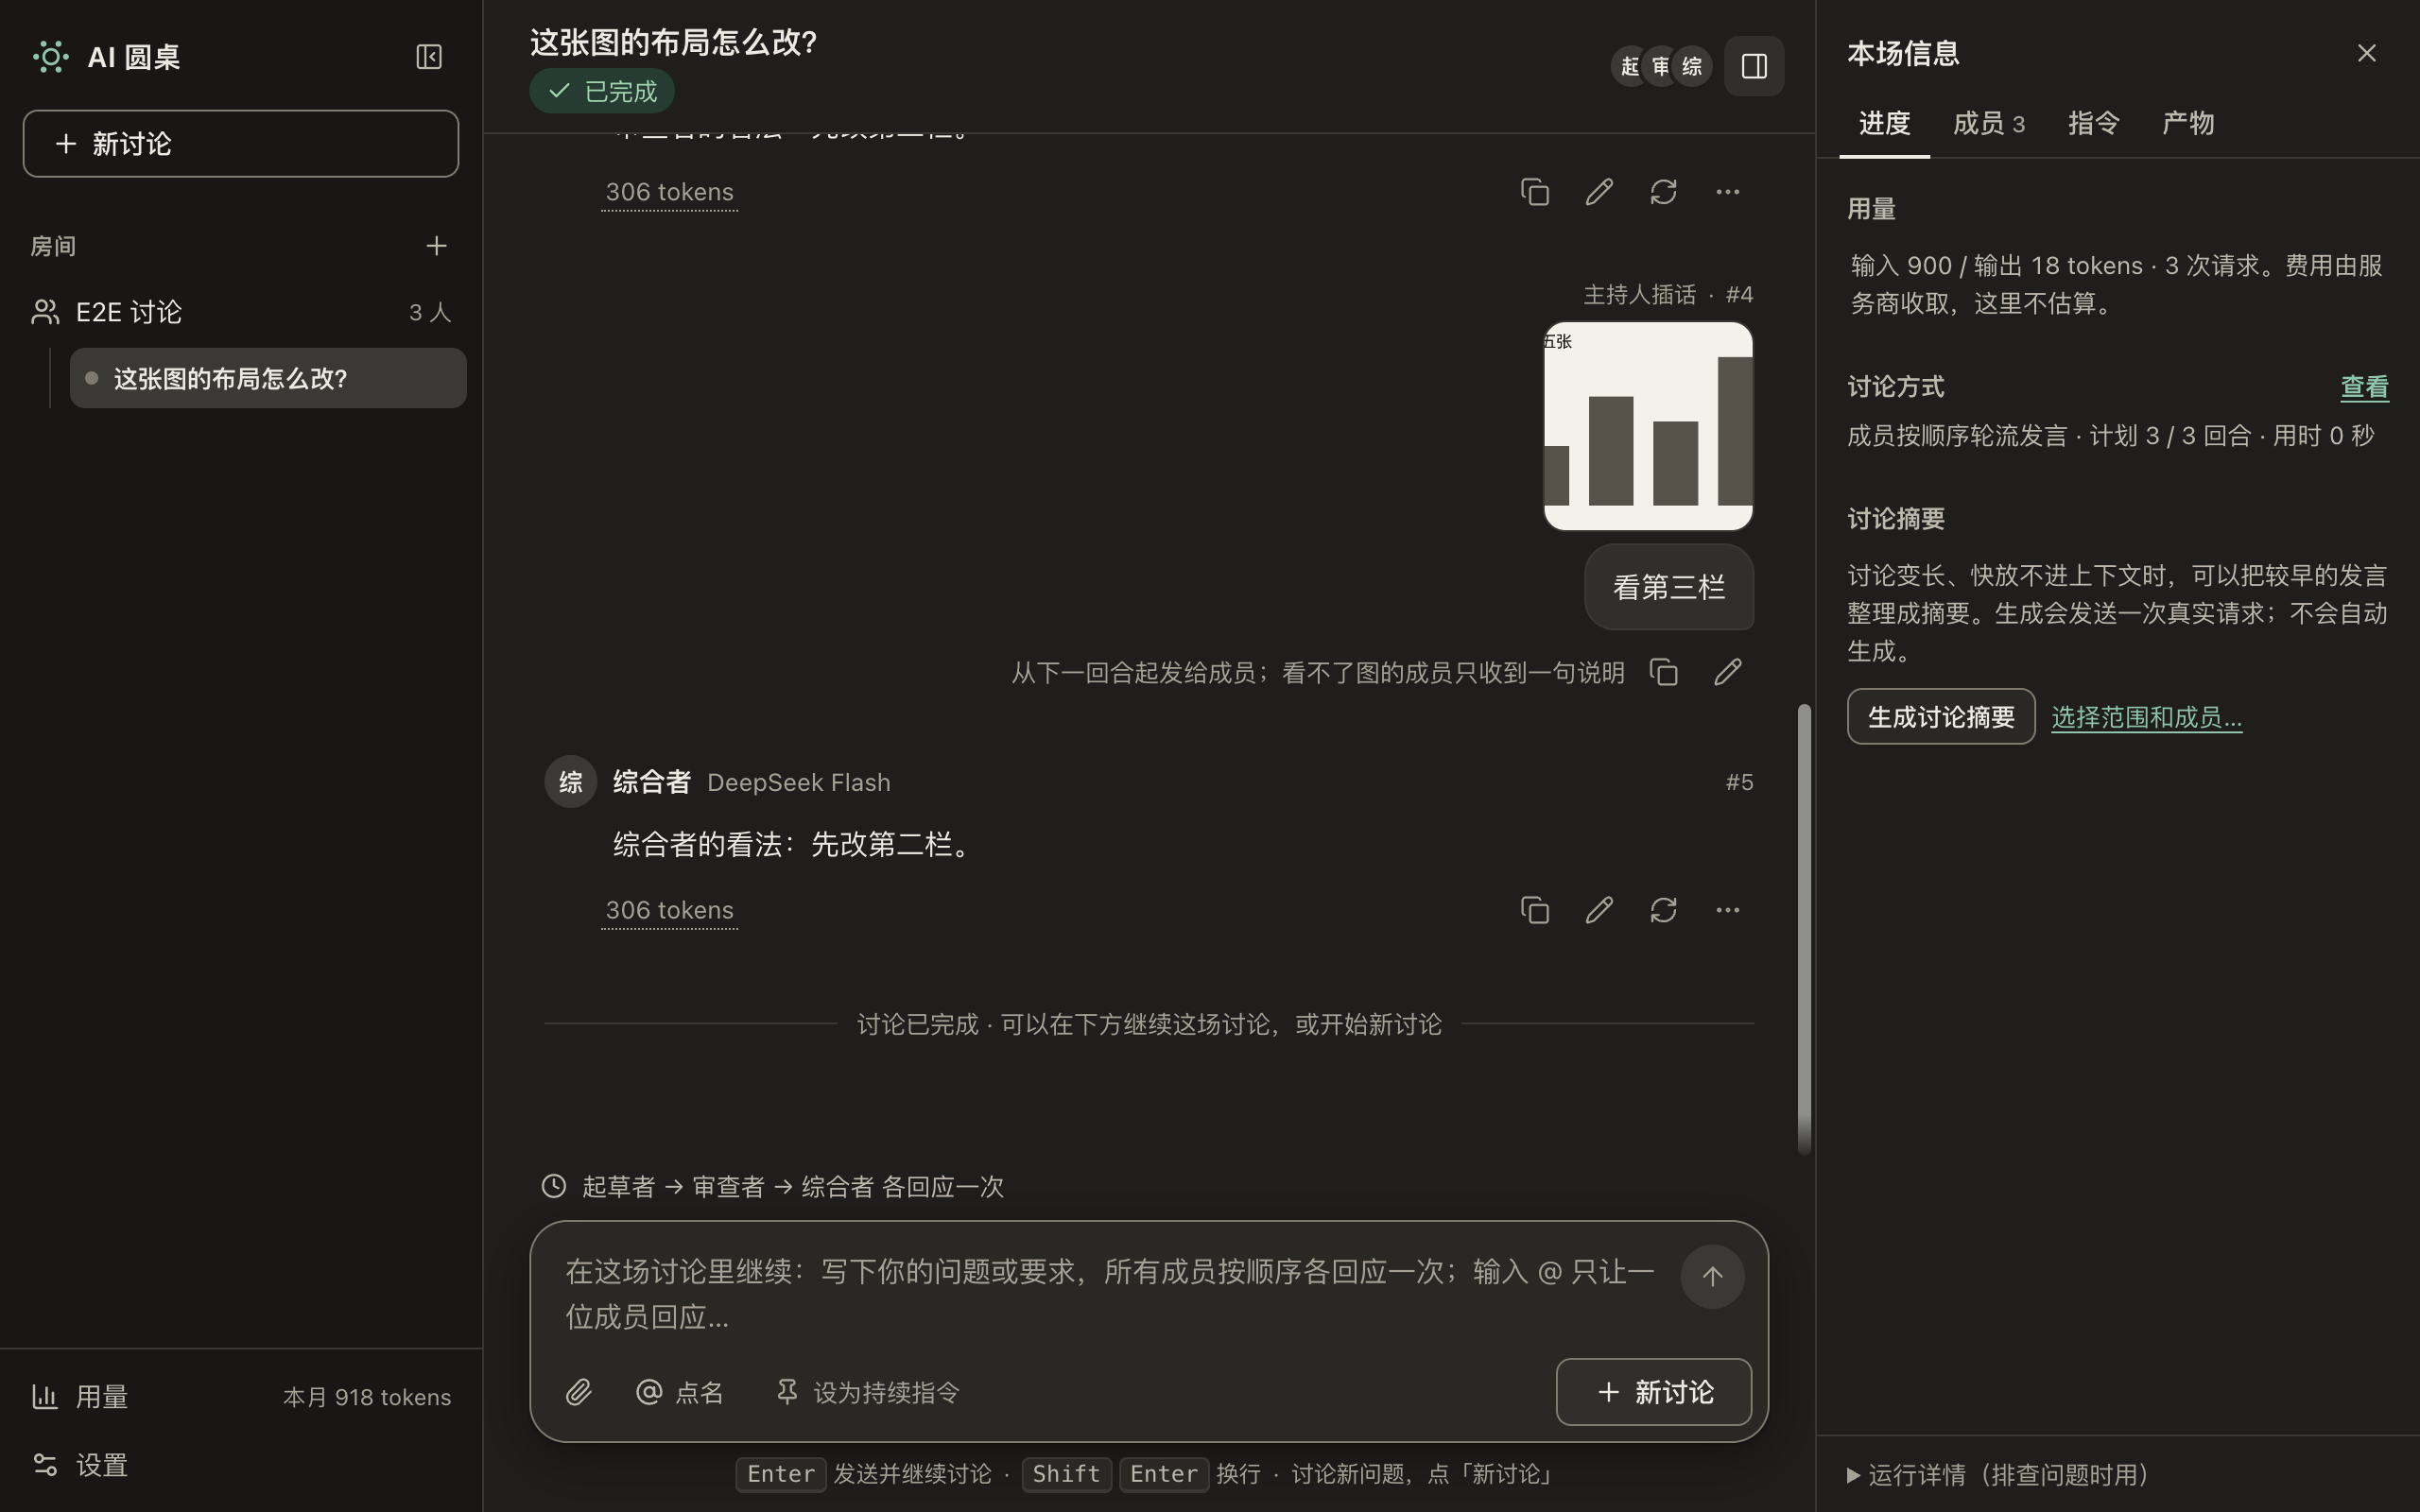 AI 圆桌
新讨论
房间
E2E 讨论
3 人
这张图的布局怎么改?
用量
本月 918 tokens
设置
这张图的布局怎么改?
已完成
起
审
综
306 tokens
主持人插话 · #4
五张
看第三栏
从下一回合起发给成员；看不了图的成员只收到一句说明
综
综合者 DeepSeek Flash
#5
综合者的看法：先改第二栏。
306 tokens
讨论已完成 · 可以在下方继续这场讨论，或开始新讨论
起草者 → 审查者 → 综合者 各回应一次
在这场讨论里继续：写下你的问题或要求，所有成员按顺序各回应一次；输入 @ 只让一
位成员回应...
点名
设为持续指令
新讨论
Enter 发送并继续讨论 · Shift Enter 换行 · 讨论新问题，点「新讨论」
本场信息
进度
成员 3
指令
产物
用量
输入 900 / 输出 18 tokens · 3 次请求。费用由服
务商收取，这里不估算。
讨论方式
查看
成员按顺序轮流发言 · 计划 3 / 3 回合 · 用时 0 秒
讨论摘要
讨论变长、快放不进上下文时，可以把较早的发言
整理成摘要。生成会发送一次真实请求；不会自动
生成。
生成讨论摘要
选择范围和成员...
运行详情（排查问题时用）